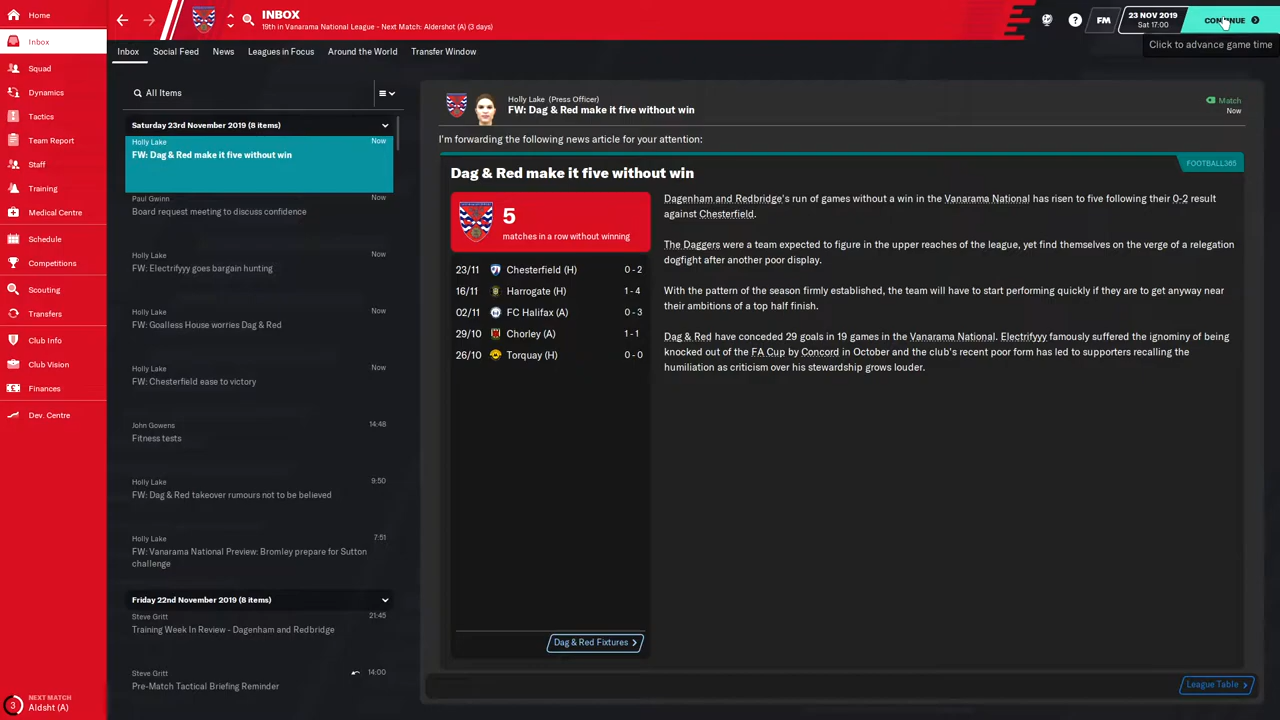 Home
Inbox
Squad
Dynamics
Tactics
Team Report
Staff
Training
Medical Centre
Schedule
Competitions
Scouting
Transfers
Club Info
Club Vision
Finances
Dev. Centre
3
NEXT MATCH
Aldsht (A)
INBOX
19th in Vanarama National League - Next Match: Aldershot (A) (3 days)
?
FM
23 NOV 2019
Sat 17:00
CONTINUE
Click to advance game time
Inbox
Social Feed
News
Leagues in Focus
Around the World
Transfer Window
All Items
Saturday 23rd November 2019 (8 items)
Holly Lake
Now
FW: Dag & Red make it five without win
Paul Gwinn
Now
Board request meeting to discuss confidence
Holly Lake
Now
FW: Electrifyyy goes bargain hunting
Holly Lake
Now
FW: Goalless House worries Dag & Red
Holly Lake
Now
FW: Chesterfield ease to victory
John Gowens
14:48
Fitness tests
Holly Lake
9:50
FW: Dag & Red takeover rumours not to be believed
Holly Lake
7:51
FW: Vanarama National Preview: Bromley prepare for Sutton
challenge
Friday 22nd November 2019 (8 items)
Steve Gritt
21:45
Training Week In Review - Dagenham and Redbridge
Steve Gritt
14:00
Pre-Match Tactical Briefing Reminder
Holly Lake (Press Officer)
FW: Dag & Red make it five without win
Match
Now
I'm forwarding the following news article for your attention:
FOOTBALL365
Dag & Red make it five without win
5
matches in a row without winning
23/11 Chesterfield (H) 0 - 2
16/11 Harrogate (H) 1 - 4
02/11 FC Halifax (A) 0 - 3
29/10 Chorley (A) 1 - 1
26/10 Torquay (H) 0 - 0
Dag & Red Fixtures
Dagenham and Redbridge's run of games without a win in the Vanarama National has risen to five following their 0-2 result
against Chesterfield.
The Daggers were a team expected to figure in the upper reaches of the league, yet find themselves on the verge of a relegation
dogfight after another poor display.
With the pattern of the season firmly established, the team will have to start performing quickly if they are to get anyway near
their ambitions of a top half finish.
Dag & Red have conceded 29 goals in 19 games in the Vanarama National. Electrifyyy famously suffered the ignominy of being
knocked out of the FA Cup by Concord in October and the club's recent poor form has led to supporters recalling the
humiliation as criticism over his stewardship grows louder.
League Table